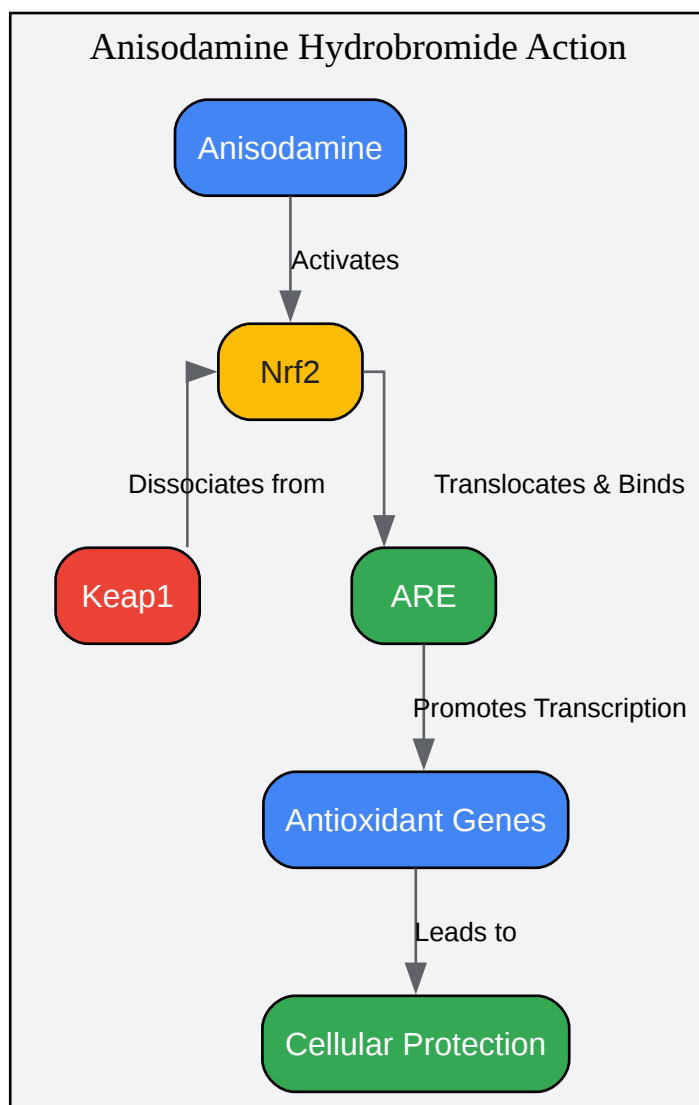 Anisodamine Hydrobromide Action
Anisodamine
Activates
Nrf2
Dissociates from
Translocates & Binds
Keap1
ARE
Promotes Transcription
Antioxidant Genes
Leads to
Cellular Protection